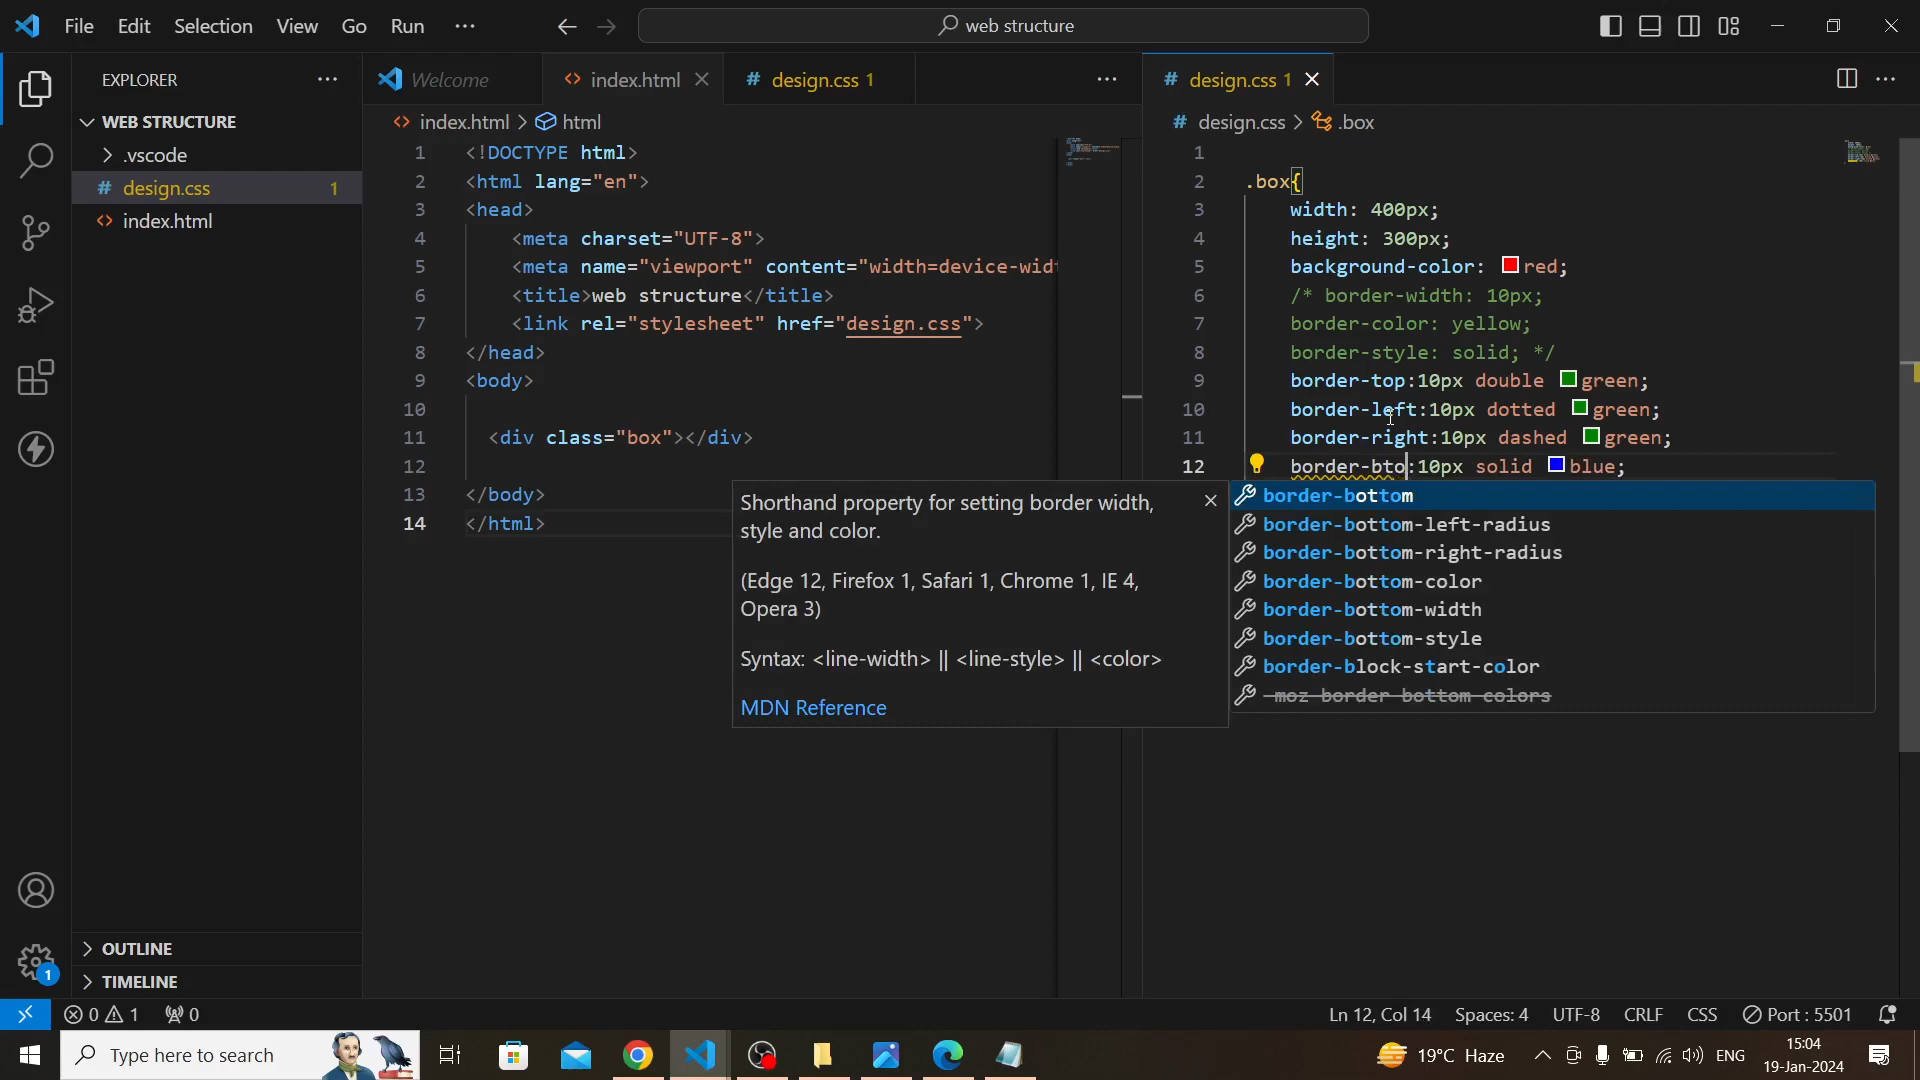 File Edit Selection View Go Run ···
web structure
EXPLORER ···
WEB STRUCTURE
.vscode
# design.css 1
<> index.html
OUTLINE
TIMELINE
1
Welcome <> index.html # design.css 1 ···
<> index.html > html
1 <!DOCTYPE html>
2 <html lang="en">
3 <head>
4 <meta charset="UTF-8">
5 <meta name="viewport" content="width=device-widt
6 <title>web structure</title>
7 <link rel="stylesheet" href="design.css">
8 </head>
9 <body>
10
11 <div class="box"></div>
12
13 </body>
14 </html>
# design.css 1 ···
# design.css > .box
1
2 .box{
3 width: 400px;
4 height: 300px;
5 background-color: red;
6 /* border-width: 10px;
7 border-color: yellow;
8 border-style: solid; */
9 border-top:10px double green;
10 border-left:10px dotted green;
11 border-right:10px dashed green;
12 border-bto:10px solid blue;
Shorthand property for setting border width,
style and color.
(Edge 12, Firefox 1, Safari 1, Chrome 1, IE 4,
Opera 3)
Syntax: <line-width> || <line-style> || <color>
MDN Reference
border-bottom
border-bottom-left-radius
border-bottom-right-radius
border-bottom-color
border-bottom-width
border-bottom-style
border-block-start-color
-moz-border-bottom-colors
0 1 0
Ln 12, Col 14 Spaces: 4 UTF-8 CRLF CSS Port : 5501
Type here to search
19°C Haze ENG
15:04
19-Jan-2024